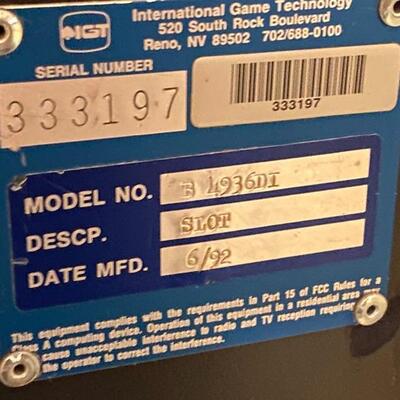 IGT
International Game Technology
520 South Rock Boulevard
Reno, NV 89502 702/688-0100
SERIAL NUMBER
333197
333197
MODEL NO. B 4936DI
DESCP. SLOT
DATE MFD. 6/92
This equipment complies with the requirements in Part 15 of FCC Rules for a
Class A computing device. Operation of this equipment in a residential area may
cause unacceptable interference to radio and TV reception requiring
the operator to correct the interference.